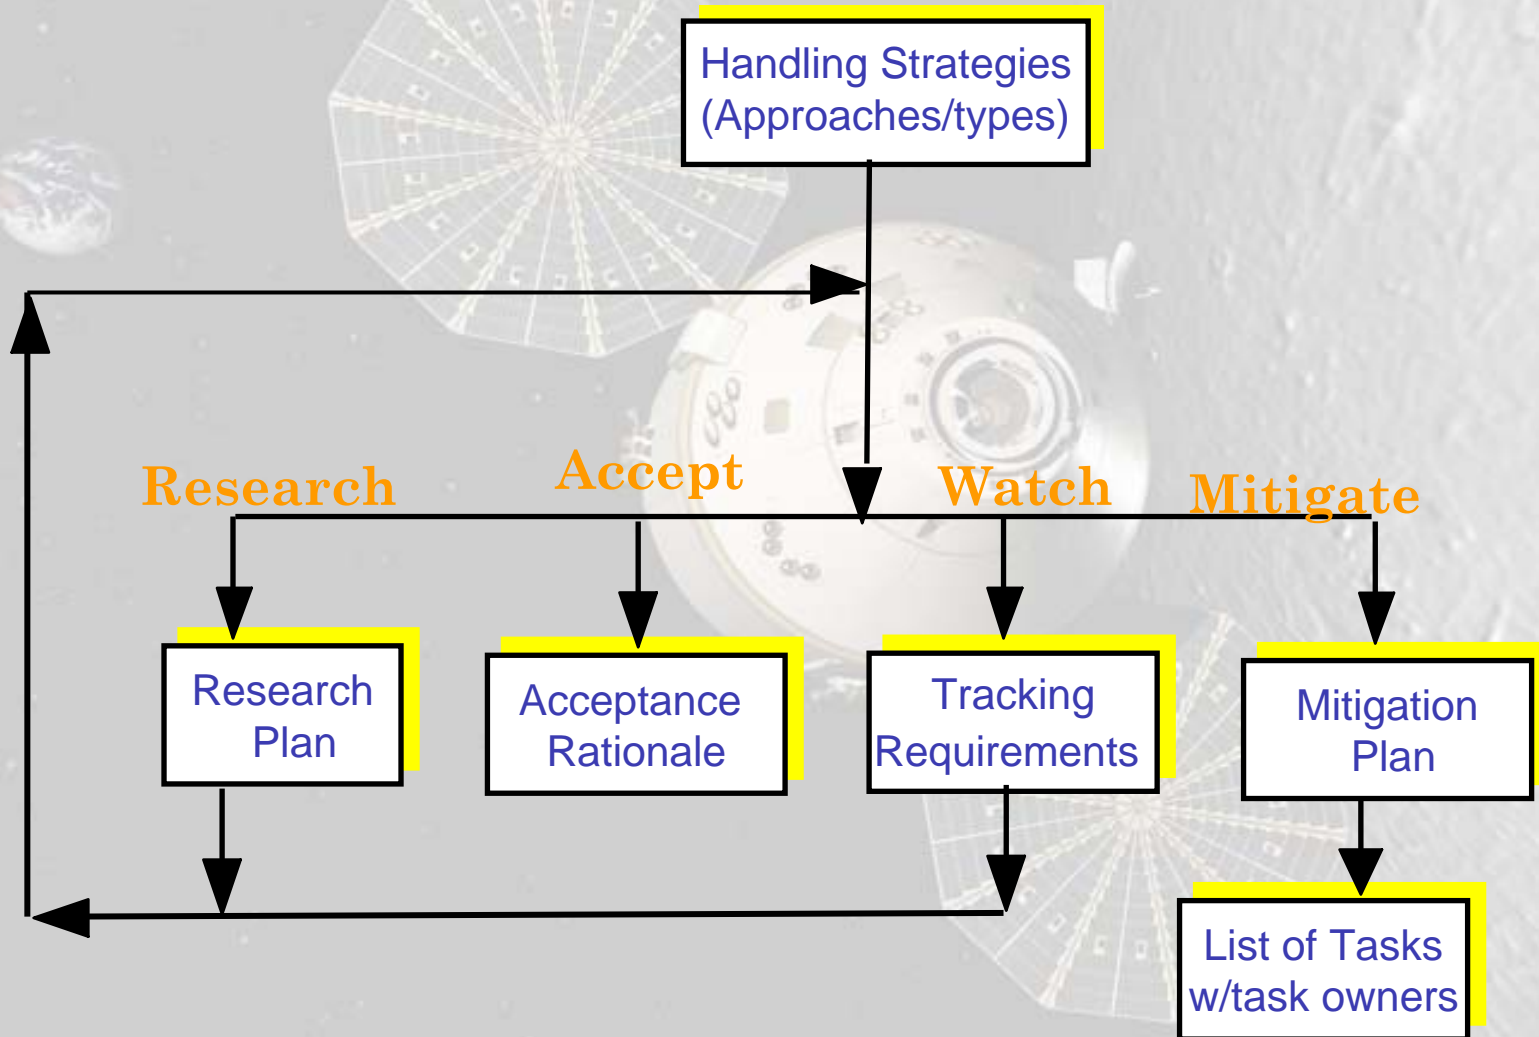 Handling Strategies
(Approaches/types)
Research
Accept
Watch
Mitigate
Research
Plan
Acceptance
Rationale
Tracking
Requirements
Mitigation
Plan
List of Tasks
w/task owners